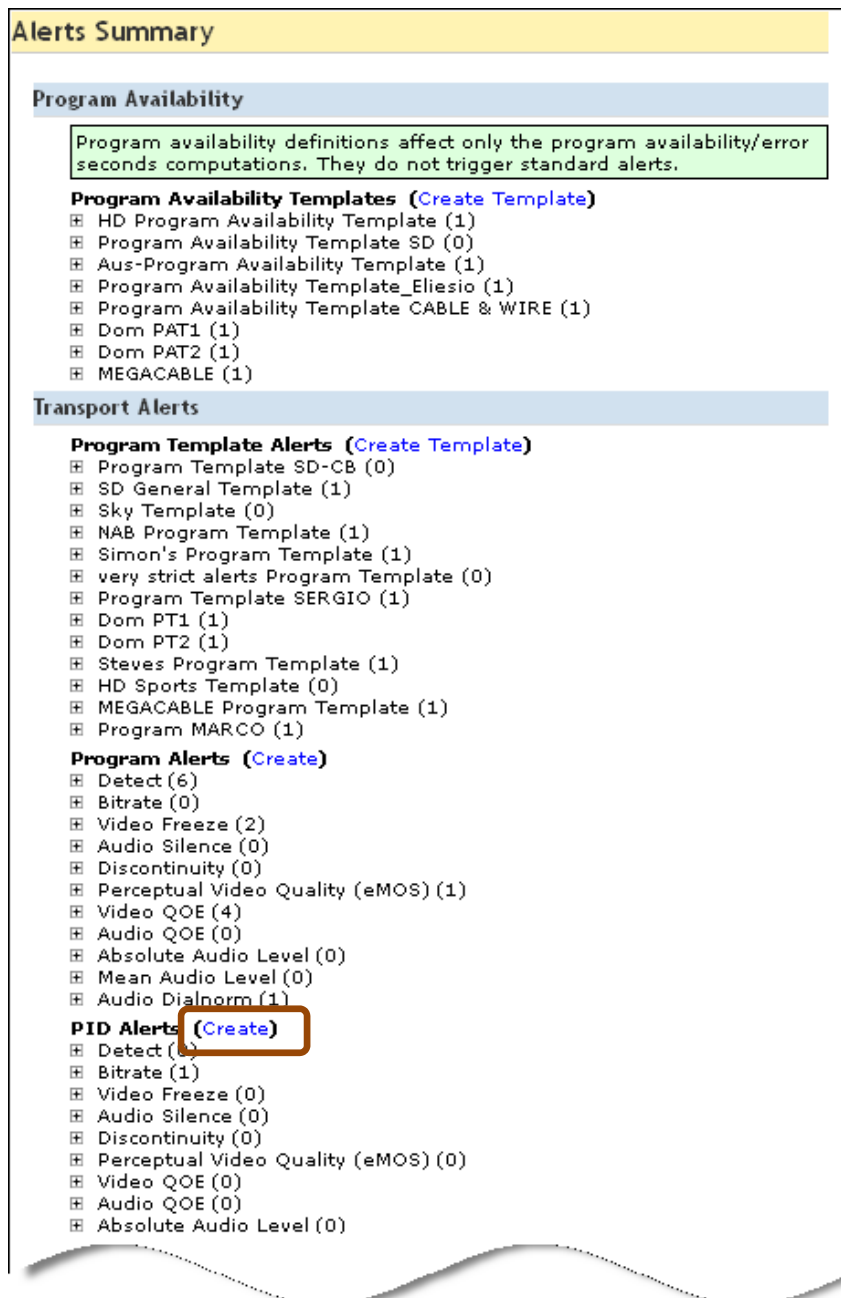 Alerts Summary
Program Availability
Program availability definitions affect only the program availability/error
seconds computations. They do not trigger standard alerts.
Program Availability Templates (Create Template)
HD Program Availability Template (1)
Program Availability Template SD (0)
Aus-Program Availability Template (1)
Program Availability Template_Eliesio (1)
Program Availability Template CABLE & WIRE (1)
Dom PAT1 (1)
Dom PAT2 (1)
MEGACABLE (1)
Transport Alerts
Program Template Alerts (Create Template)
Program Template SD-CB (0)
SD General Template (1)
Sky Template (0)
NAB Program Template (1)
Simon's Program Template (1)
very strict alerts Program Template (0)
Program Template SERGIO (1)
Dom PT1 (1)
Dom PT2 (1)
Steves Program Template (1)
HD Sports Template (0)
MEGACABLE Program Template (1)
Program MARCO (1)
Program Alerts (Create)
Detect (6)
Bitrate (0)
Video Freeze (2)
Audio Silence (0)
Discontinuity (0)
Perceptual Video Quality (eMOS) (1)
Video QOE (4)
Audio QOE (0)
Absolute Audio Level (0)
Mean Audio Level (0)
Audio Dialnorm (1)
PID Alerts (Create)
Detect
Bitrate (1)
Video Freeze (0)
Audio Silence (0)
Discontinuity (0)
Perceptual Video Quality (eMOS) (0)
Video QOE (0)
Audio QOE (0)
Absolute Audio Level (0)